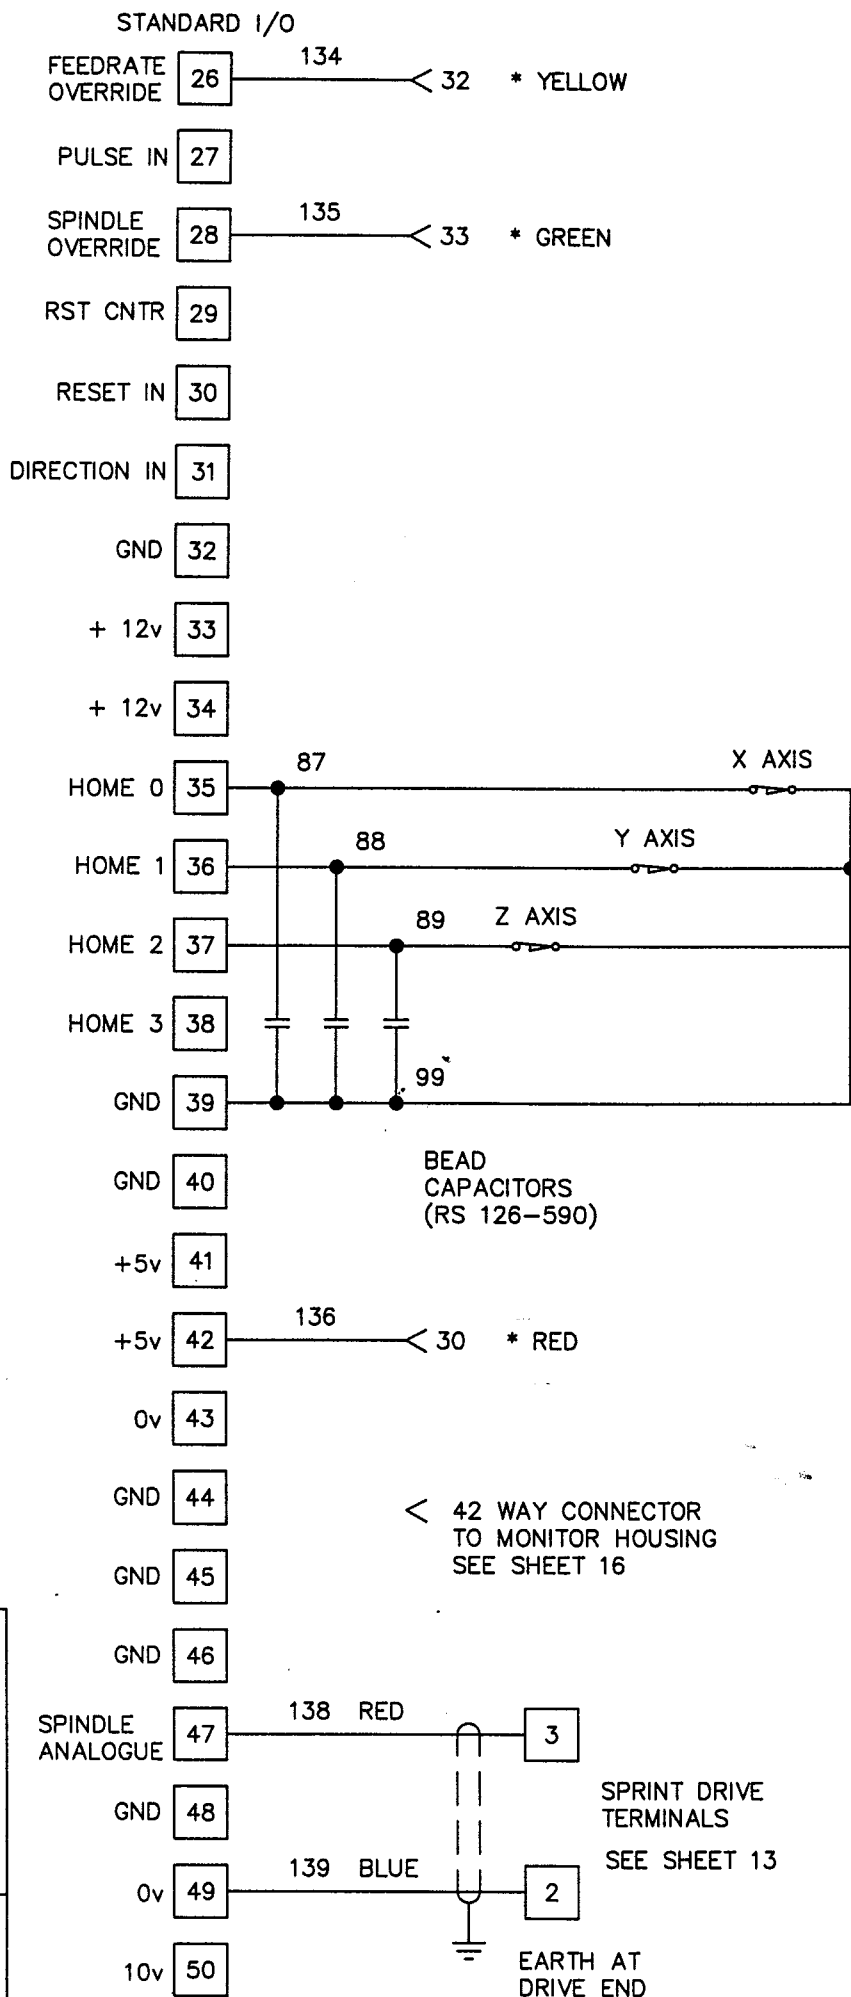 STANDARD I/O
FEEDRATE
OVERRIDE
26
134
32 * YELLOW
PULSE IN
27
SPINDLE
OVERRIDE
28
135
33 * GREEN
RST CNTR
29
RESET IN
30
DIRECTION IN
31
GND
32
+ 12v
33
+ 12v
34
HOME 0
35
87
X AXIS
HOME 1
36
88
Y AXIS
HOME 2
37
89
Z AXIS
HOME 3
38
GND
39
99
GND
40
BEAD
CAPACITORS
(RS 126-590)
+5v
41
+5v
42
136
30 * RED
0v
43
GND
44
< 42 WAY CONNECTOR
TO MONITOR HOUSING
SEE SHEET 16
GND
45
GND
46
SPINDLE
ANALOGUE
47
138 RED
3
GND
48
SPRINT DRIVE
TERMINALS
SEE SHEET 13
0v
49
139 BLUE
2
10v
50
EARTH AT
DRIVE END